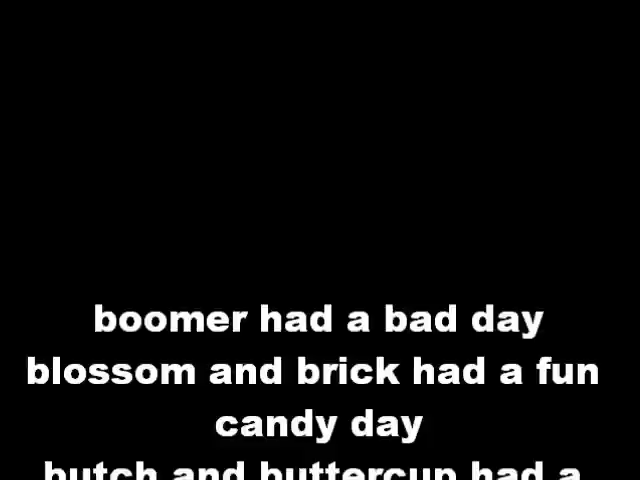 boomer had a bad day
blossom and brick had a fun
candy day
butch and buttercup had a